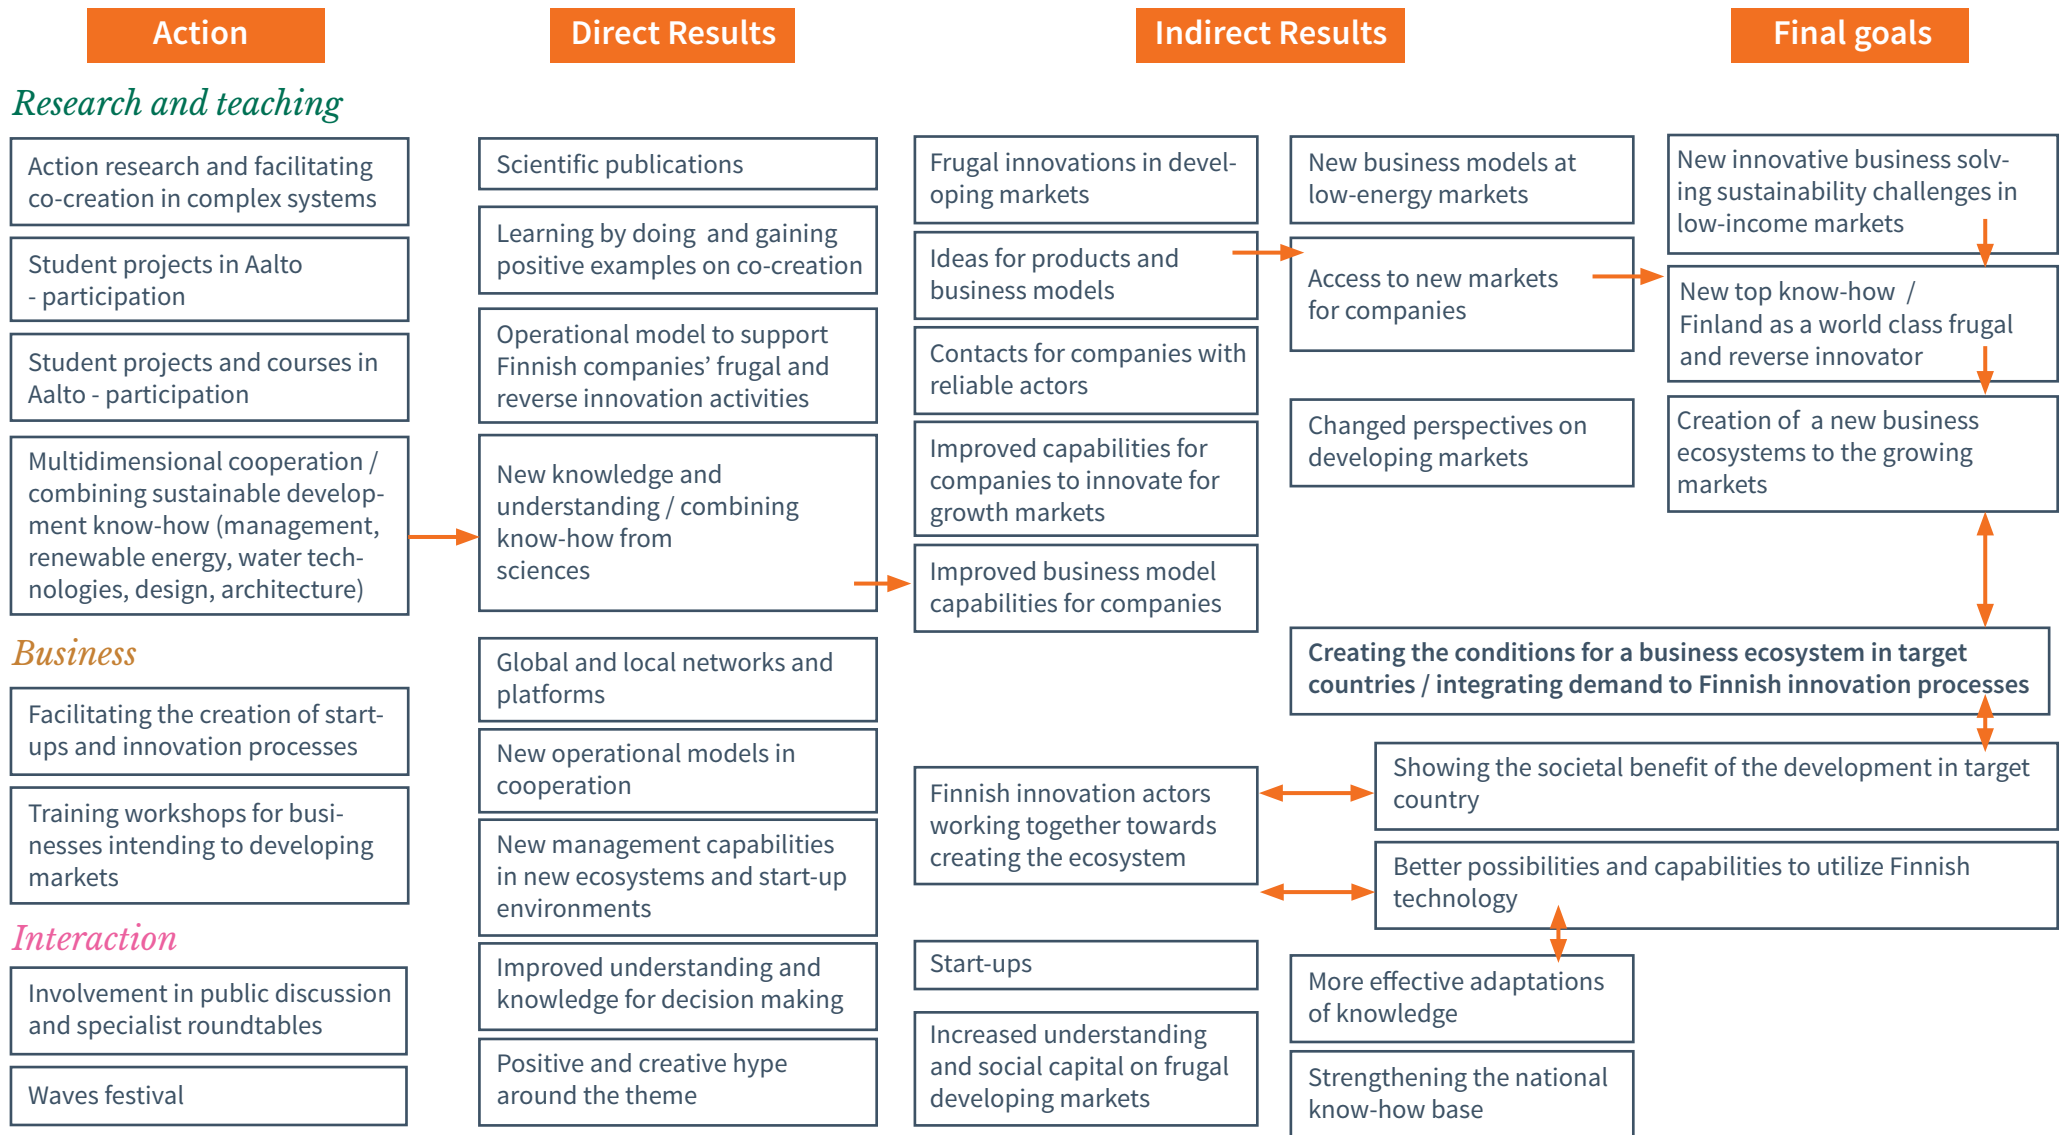 Action
Direct Results
Indirect Results
Final goals
Research and teaching
Action research and facilitating
co-creation in complex systems
Student projects in Aalto
- participation
Student projects and courses in
Aalto - participation
Multidimensional cooperation /
combining sustainable develop-
ment know-how (management,
renewable energy, water tech-
nologies, design, architecture)
Business
Facilitating the creation of start-
ups and innovation processes
Training workshops for busi-
nesses intending to developing
markets
Interaction
Involvement in public discussion
and specialist roundtables
Waves festival
Scientific publications
Learning by doing and gaining
positive examples on co-creation
Operational model to support
Finnish companies’ frugal and
reverse innovation activities
New knowledge and
understanding / combining
know-how from
sciences
Global and local networks and
platforms
New operational models in
cooperation
New management capabilities
in new ecosystems and start-up
environments
Improved understanding and
knowledge for decision making
Positive and creative hype
around the theme
Frugal innovations in devel-
oping markets
Ideas for products and
business models
Contacts for companies with
reliable actors
Improved capabilities for
companies to innovate for
growth markets
Improved business model
capabilities for companies
Finnish innovation actors
working together towards
creating the ecosystem
Start-ups
Increased understanding
and social capital on frugal
developing markets
New business models at
low-energy markets
Access to new markets
for companies
Changed perspectives on
developing markets
New innovative business solv-
ing sustainability challenges in
low-income markets
New top know-how /
Finland as a world class frugal
and reverse innovator
Creation of a new business
ecosystems to the growing
markets
Creating the conditions for a business ecosystem in target
countries / integrating demand to Finnish innovation processes
Showing the societal benefit of the development in target
country
Better possibilities and capabilities to utilize Finnish
technology
More effective adaptations
of knowledge
Strengthening the national
know-how base